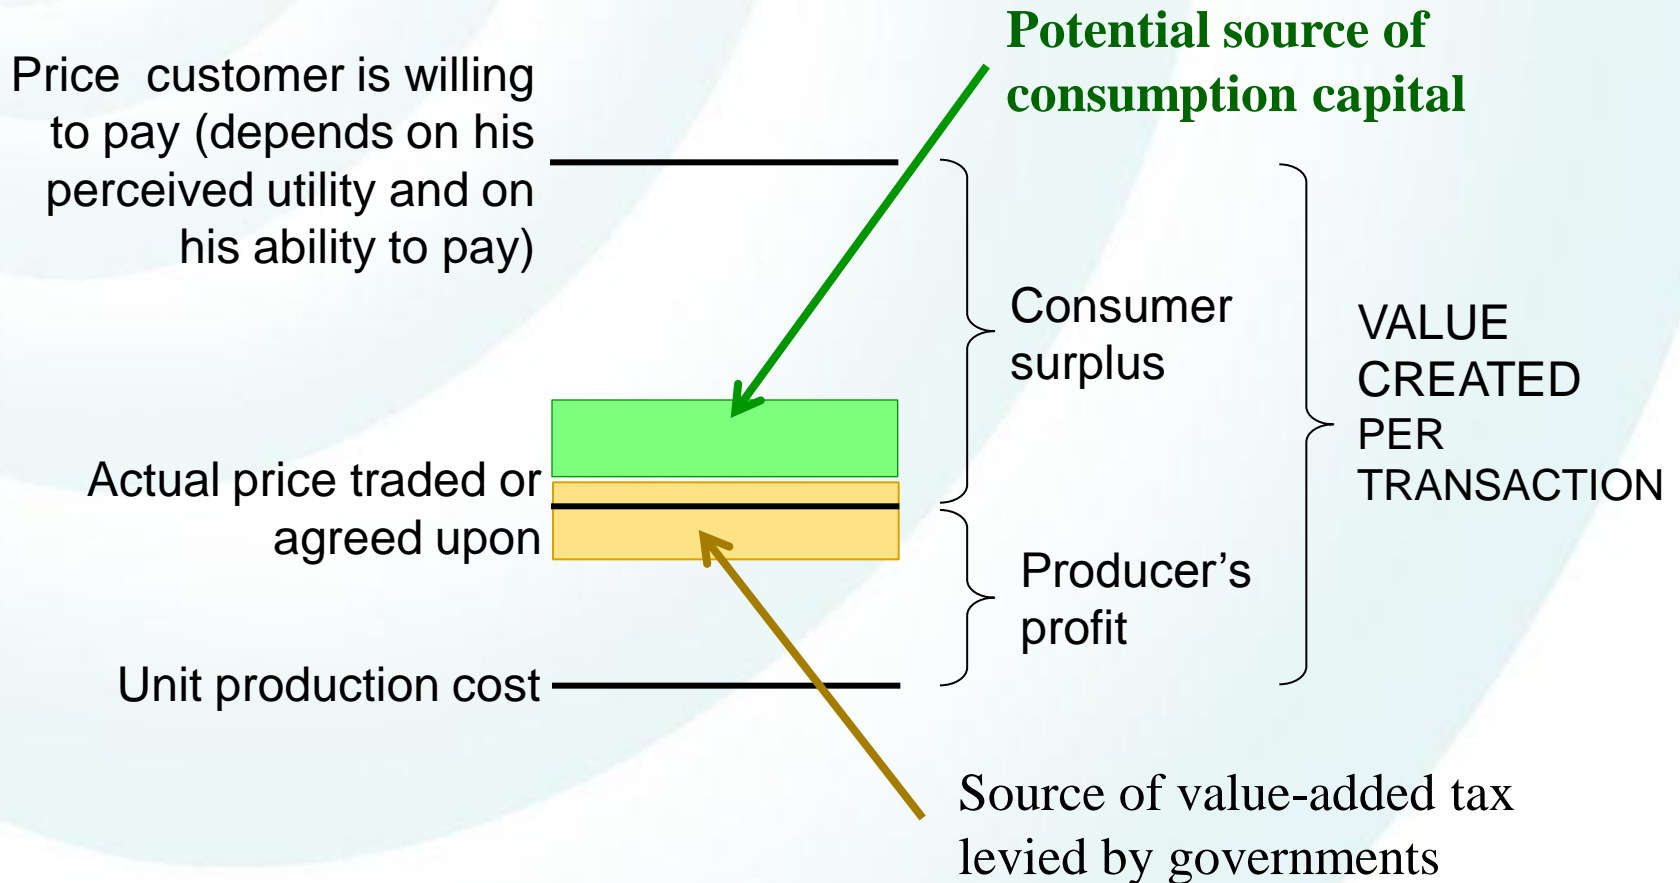 Potential source of
consumption capital
Price customer is willing
to pay (depends on his
perceived utility and on
his ability to pay)
Consumer
surplus
VALUE
CREATED
PER
TRANSACTION
Actual price traded or
agreed upon
Producer’s
profit
Unit production cost
Source of value-added tax
levied by governments